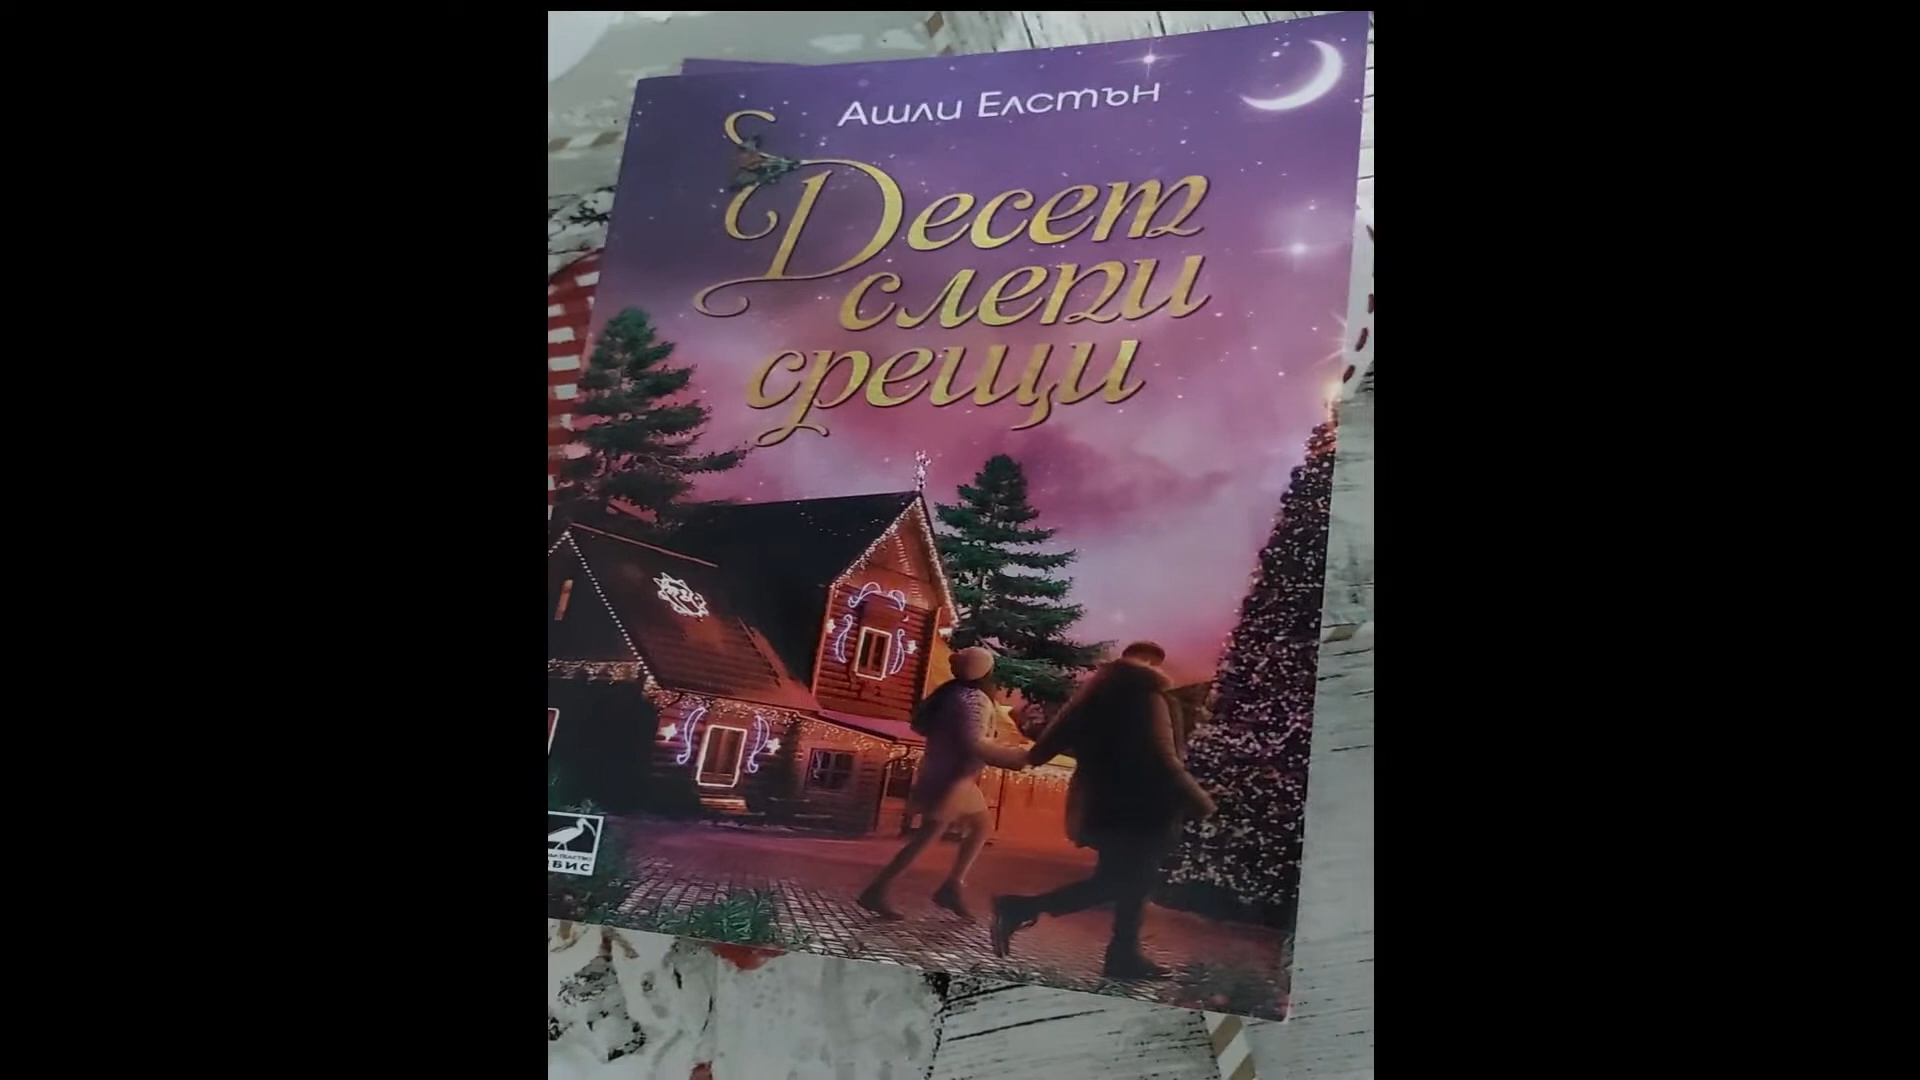 Ашли Елстън
Десет
слепи
срещи